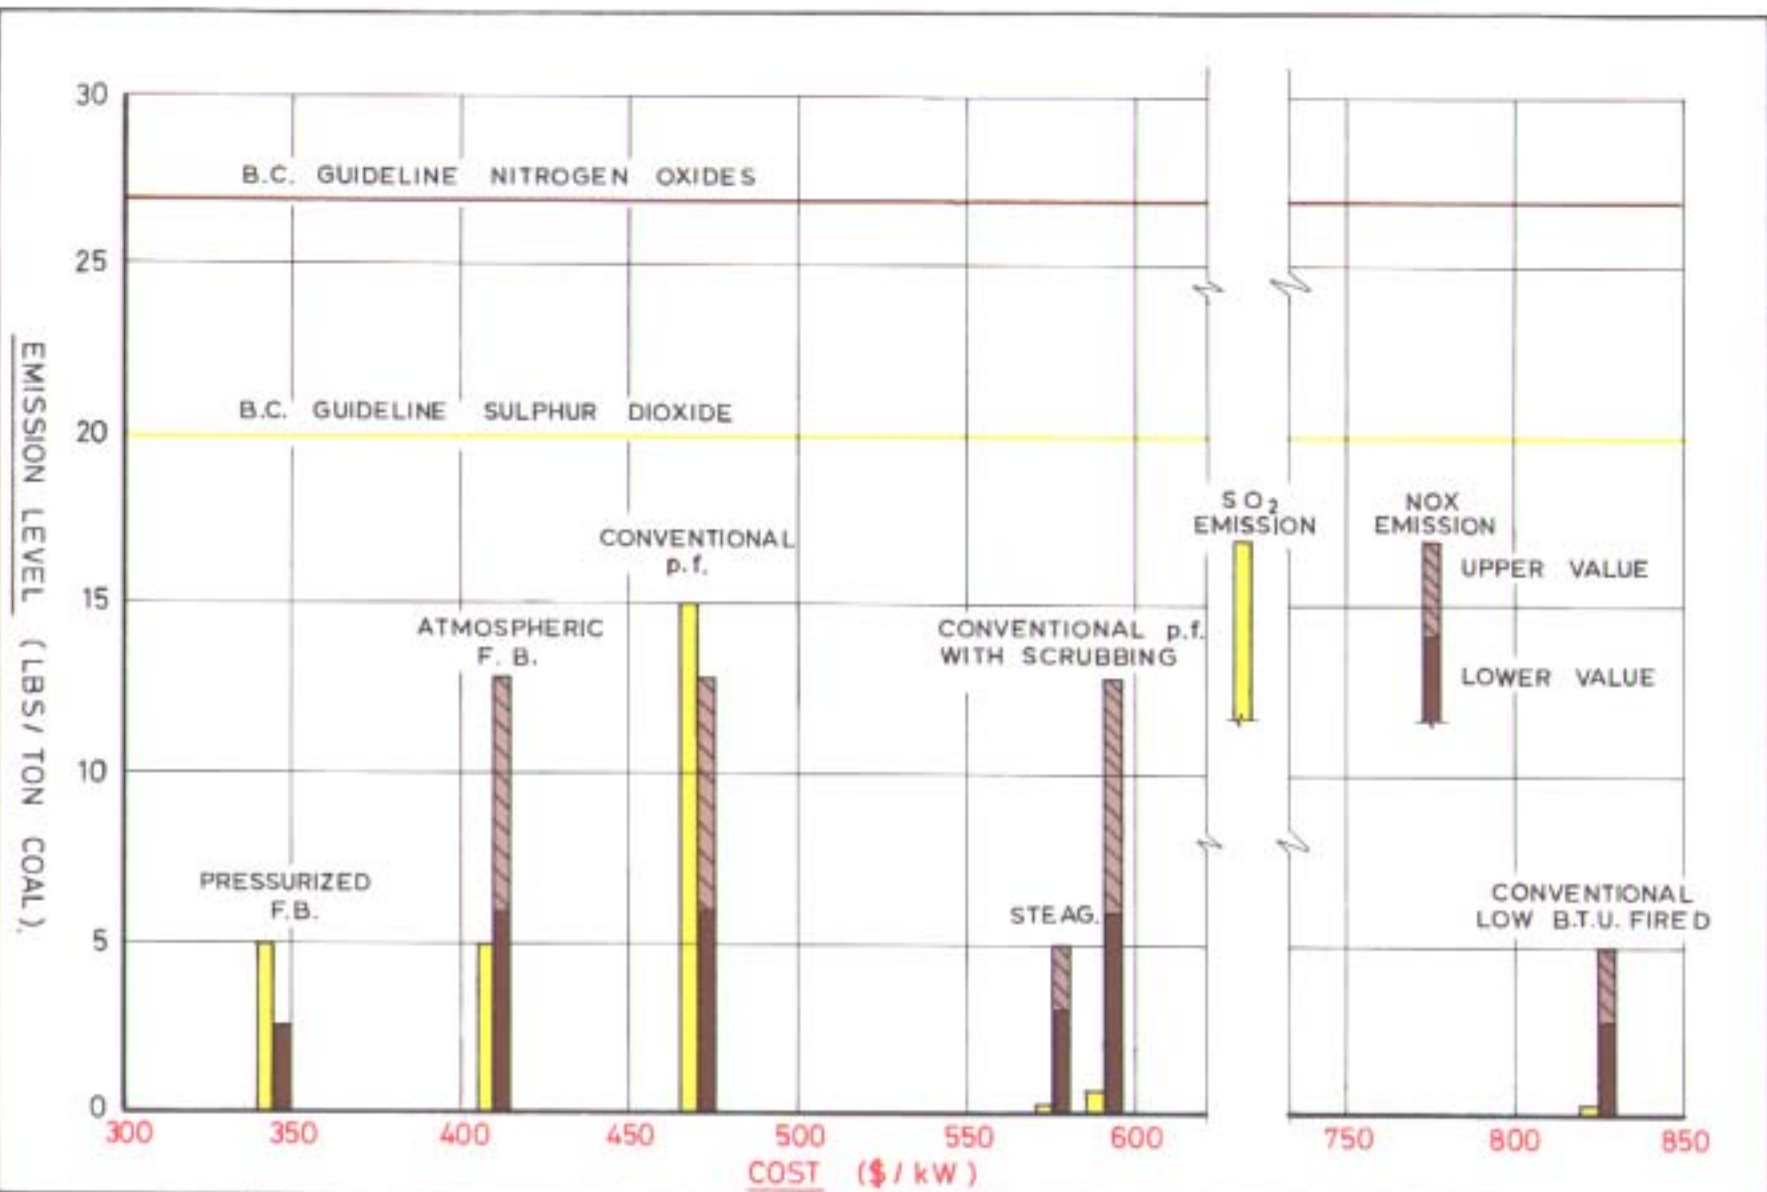 30
B.C. GUIDELINE NITROGEN OXIDES
25
B.C. GUIDELINE SULPHUR DIOXIDE
20
SO2
EMISSION
NOX
EMISSION
UPPER VALUE
LOWER VALUE
CONVENTIONAL
p.f.
15
ATMOSPHERIC
F. B.
CONVENTIONAL p.f.
WITH SCRUBBING
10
PRESSURIZED
F.B.
STEAG.
CONVENTIONAL
LOW B.T.U. FIRED
5
0
EMISSION LEVEL (LBS/TON COAL).
300 350 400 450 500 550 600 750 800 850
COST ($/kW)